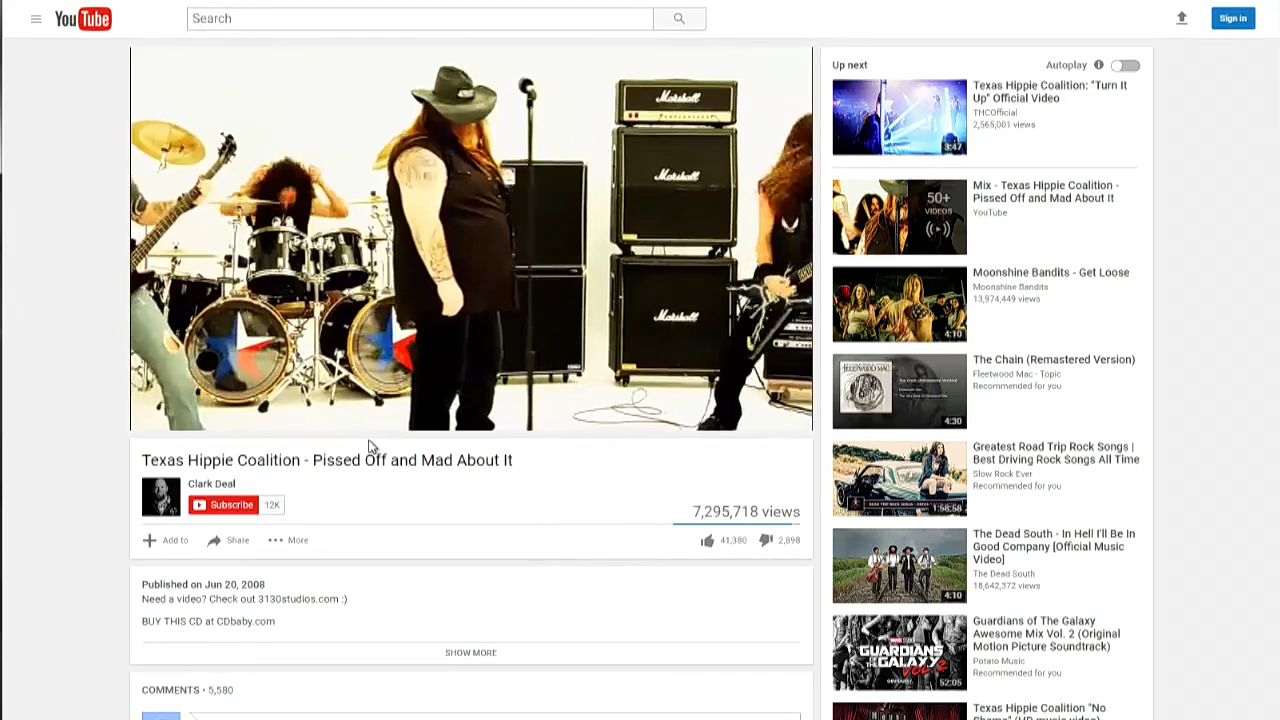 YouTube
Search
Sign in
Marshall
Marshall
Marshall
Texas Hippie Coalition - Pissed Off and Mad About It
Clark Deal
Subscribe 12K
7,295,718 views
Add to Share More
41,380 2,898
Published on Jun 20, 2008
Need a video? Check out 3130studios.com :)
BUY THIS CD at CDbaby.com
SHOW MORE
COMMENTS • 5,580
Up next
Autoplay
Texas Hippie Coalition: "Turn It
Up" Official Video
THCOfficial
2,565,001 views
3:47
Mix - Texas Hippie Coalition -
Pissed Off and Mad About It
YouTube
50+
VIDEOS
Moonshine Bandits - Get Loose
Moonshine Bandits
13,974,449 views
4:10
The Chain (Remastered Version)
Fleetwood Mac - Topic
Recommended for you
FLEETWOOD MAC
4:30
Greatest Road Trip Rock Songs |
Best Driving Rock Songs All Time
Slow Rock Ever
Recommended for you
1:58:58
The Dead South - In Hell I'll Be In
Good Company [Official Music
Video]
The Dead South
18,642,372 views
4:10
Guardians of The Galaxy
Awesome Mix Vol. 2 (Original
Motion Picture Soundtrack)
Potato Music
Recommended for you
GUARDIANS
OF THE GALAXY
VOL 2
52:05
Texas Hippie Coalition "No